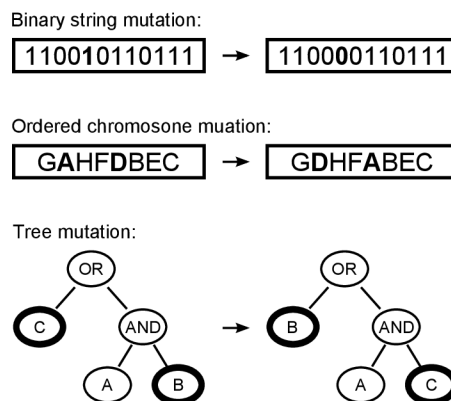 Binary string mutation:
110010110111 110000110111
Ordered chromosone muation:
GAHFDBEC GDHFABEC
Tree mutation:
OR OR
C AND B AND
A B A C